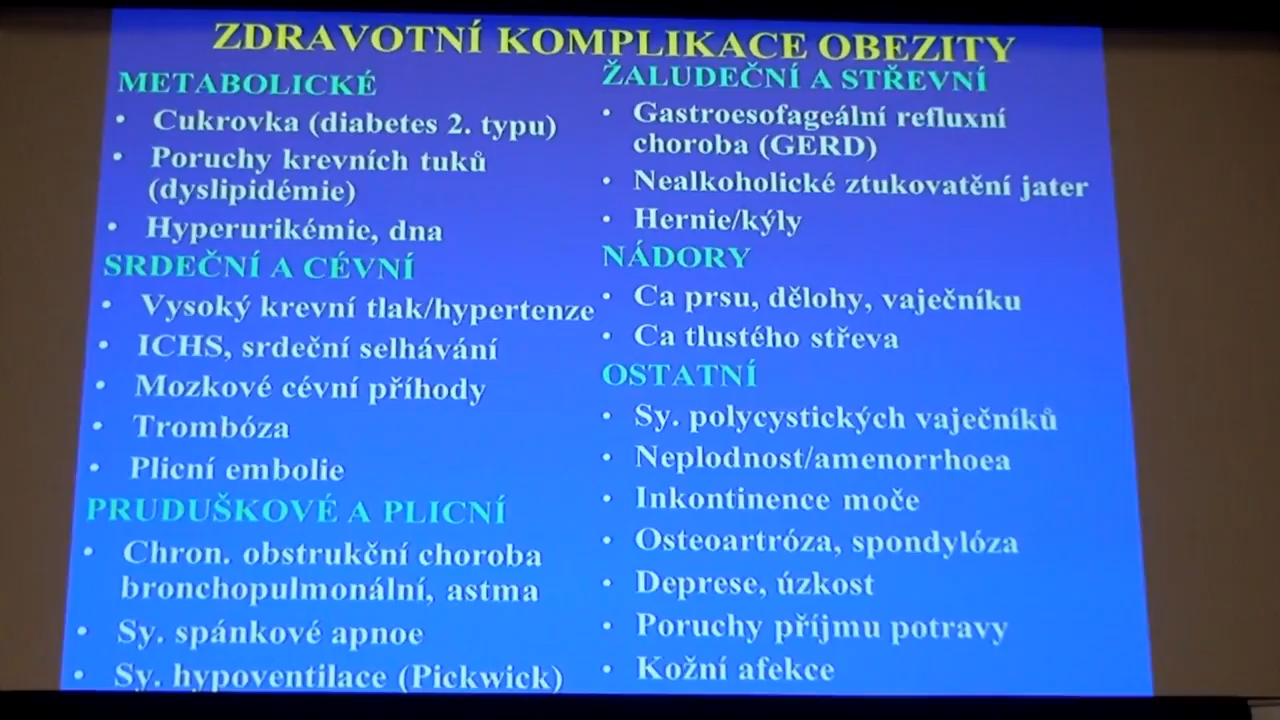 ZDRAVOTNÍ KOMPLIKACE OBEZITY
METABOLICKÉ
• Cukrovka (diabetes 2. typu)
• Poruchy krevních tuků
(dyslipidémie)
• Hyperurikémie, dna
SRDEČNÍ A CÉVNÍ
• Vysoký krevní tlak/hypertenze
• ICHS, srdeční selhávání
• Mozkové cévní příhody
• Trombóza
• Plicní embolie
PRUDUŠKOVÉ A PLICNÍ
• Chron. obstrukční choroba
bronchopulmonální, astma
• Sy. spánkové apnoe
• Sy. hypoventilace (Pickwick)
ŽALUDEČNÍ A STŘEVNÍ
• Gastroesofageální refluxní
choroba (GERD)
• Nealkoholické ztukovatění jater
• Hernie/kýly
NÁDORY
• Ca prsu, dělohy, vaječníku
• Ca tlustého střeva
OSTATNÍ
• Sy. polycystických vaječníků
• Neplodnost/amenorrhoea
• Inkontinence moče
• Osteoartróza, spondylóza
• Deprese, úzkost
• Poruchy příjmu potravy
• Kožní afekce